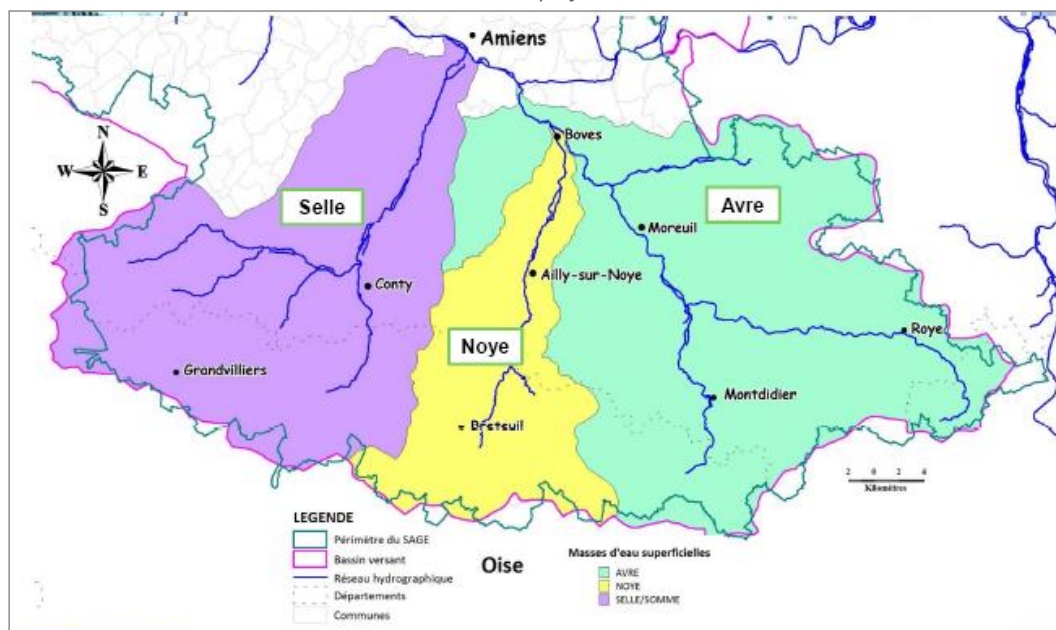 Amiens
Boves
N
W E
S
Selle
Avre
Moreuil
Ailly-sur-Noye
Conty
Noye
Roye
Grandvilliers
Montdidier
Breteuil
2 0 2 4
Kilomètres
LEGENDE
Périmètre du SAGE
Bassin versant
Réseau hydrographique
Départements
Communes
Oise
Masses d'eau superficielles
AVRE
NOYE
SELLE/SOMME